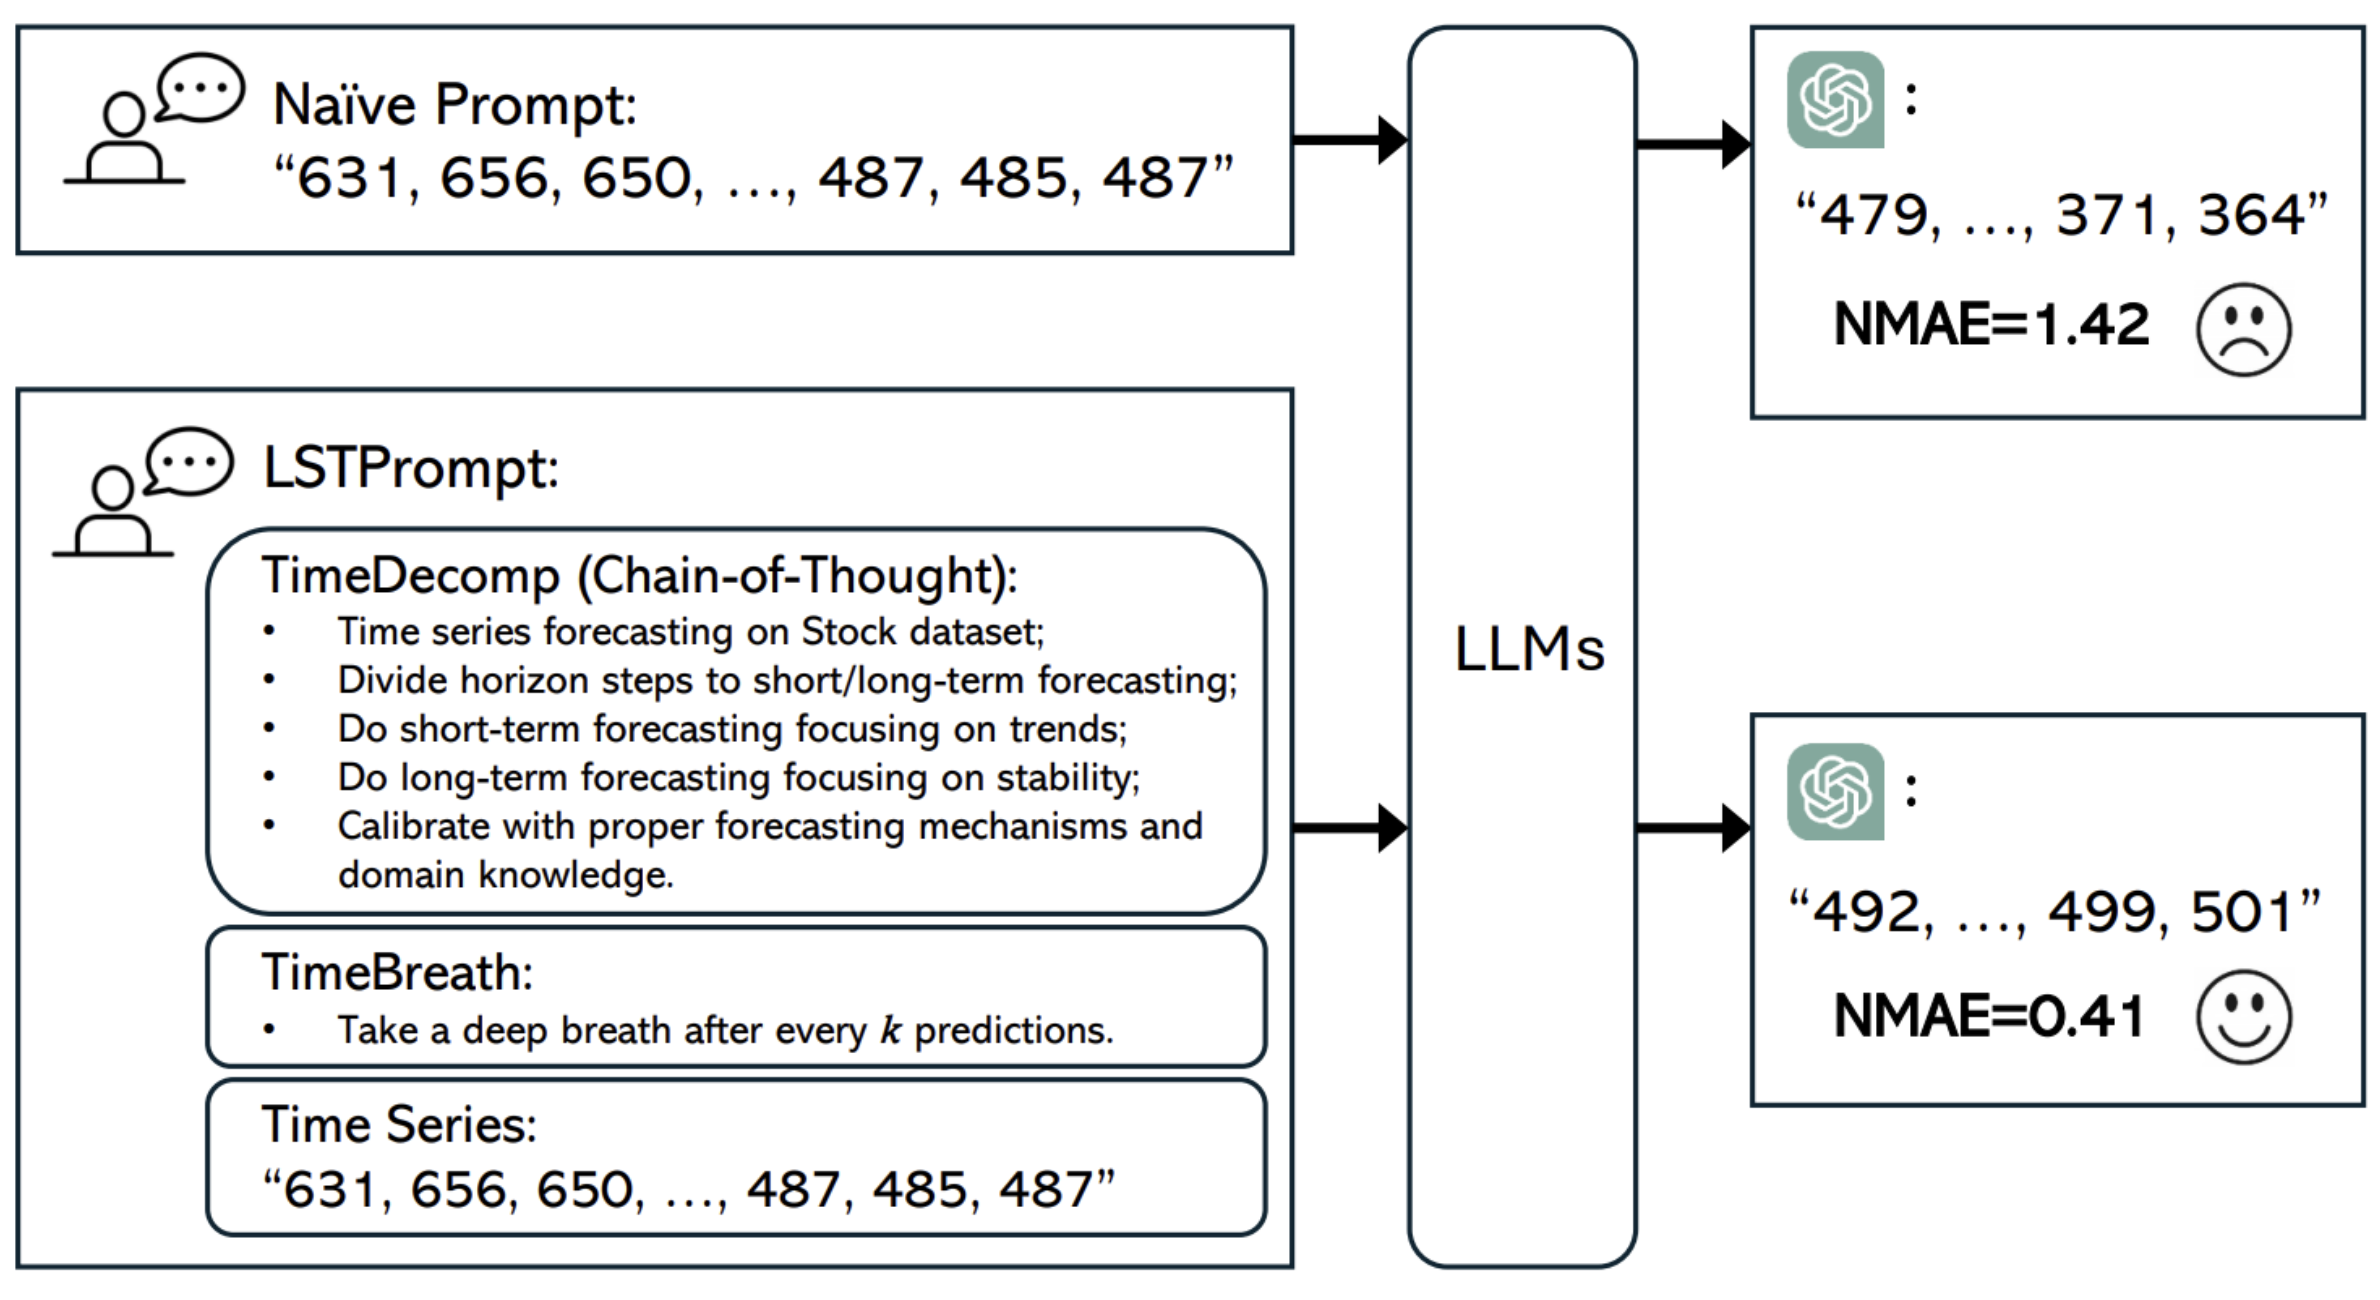 Naïve Prompt:
“631, 656, 650, ..., 487, 485, 487”
LSTPrompt:
TimeDecomp (Chain-of-Thought):
• Time series forecasting on Stock dataset;
• Divide horizon steps to short/long-term forecasting;
• Do short-term forecasting focusing on trends;
• Do long-term forecasting focusing on stability;
• Calibrate with proper forecasting mechanisms and
domain knowledge.
TimeBreath:
• Take a deep breath after every k predictions.
Time Series:
“631, 656, 650, ..., 487, 485, 487”
LLMs
:
“479, ..., 371, 364”
NMAE=1.42
:
“492, ..., 499, 501”
NMAE=0.41